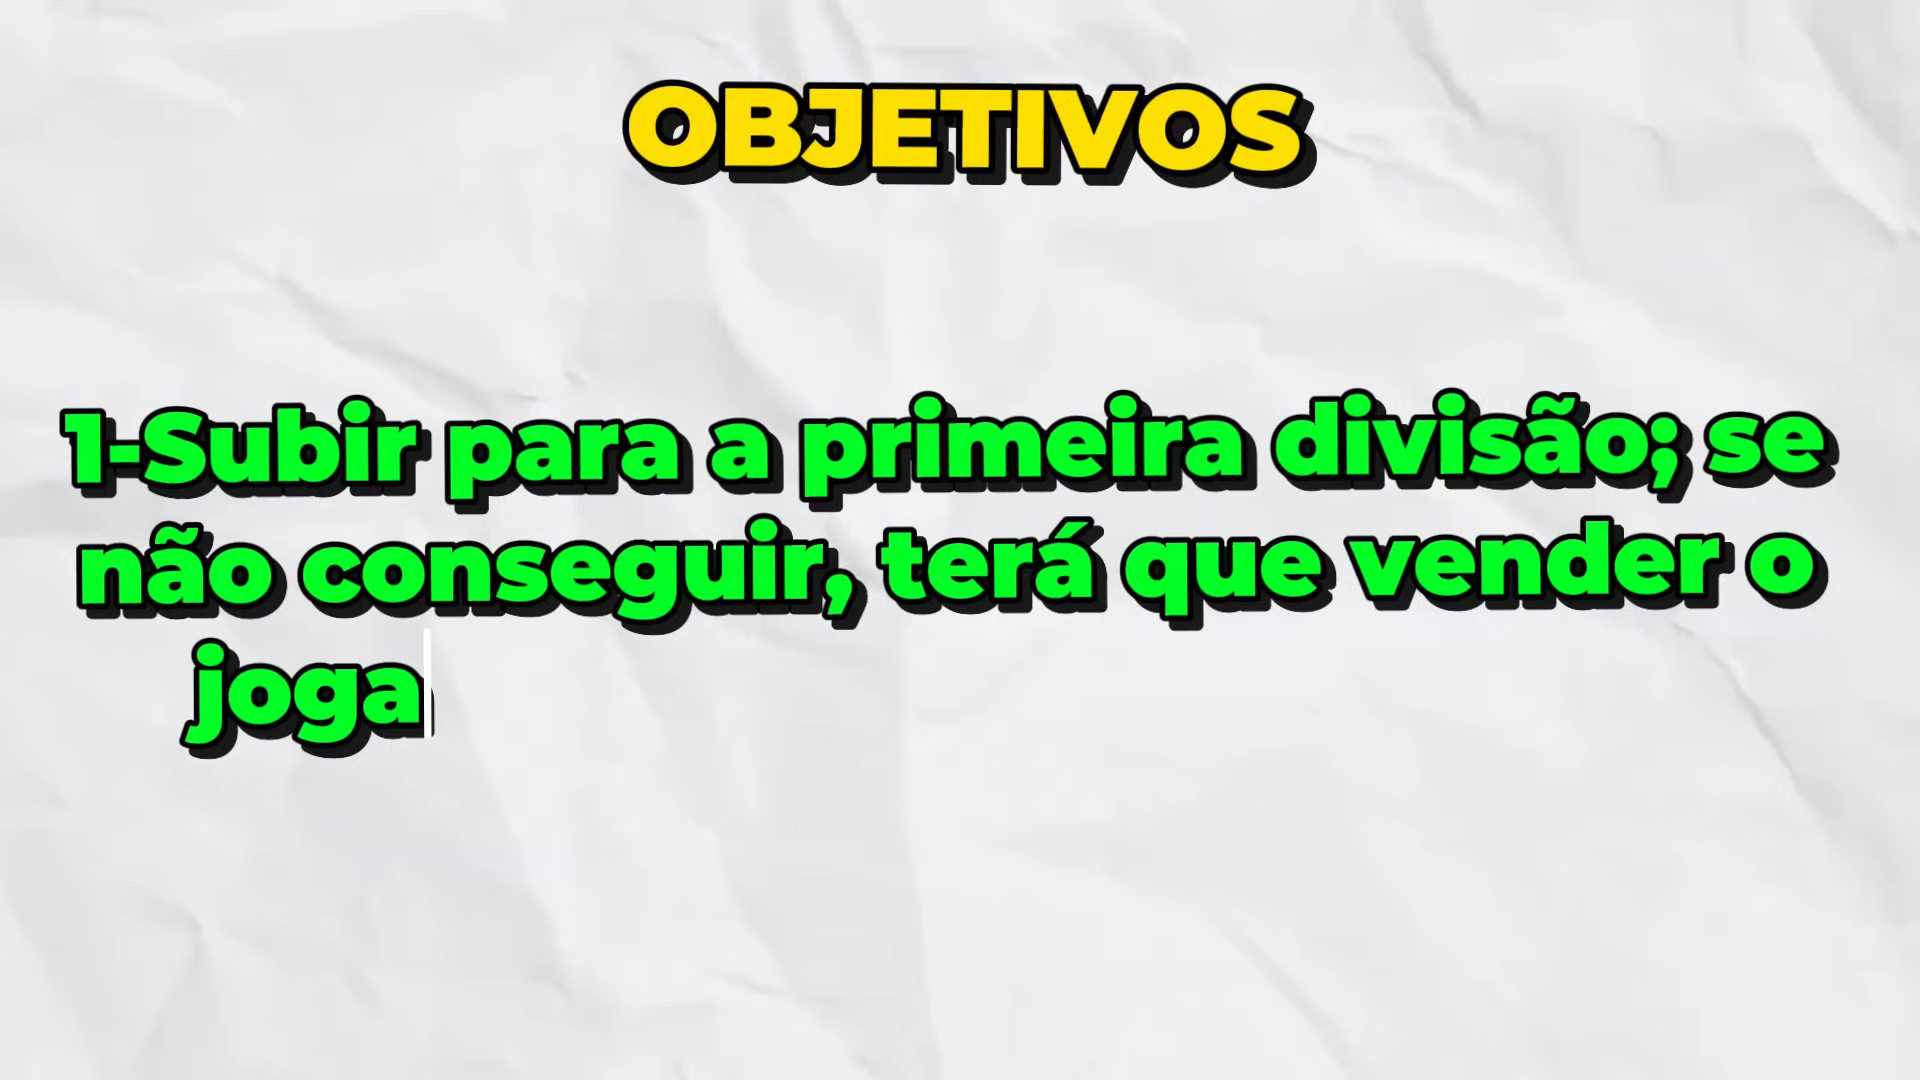 OBJETIVOS
1-Subir para a primeira divisão; se
não conseguir, terá que vender o
joga